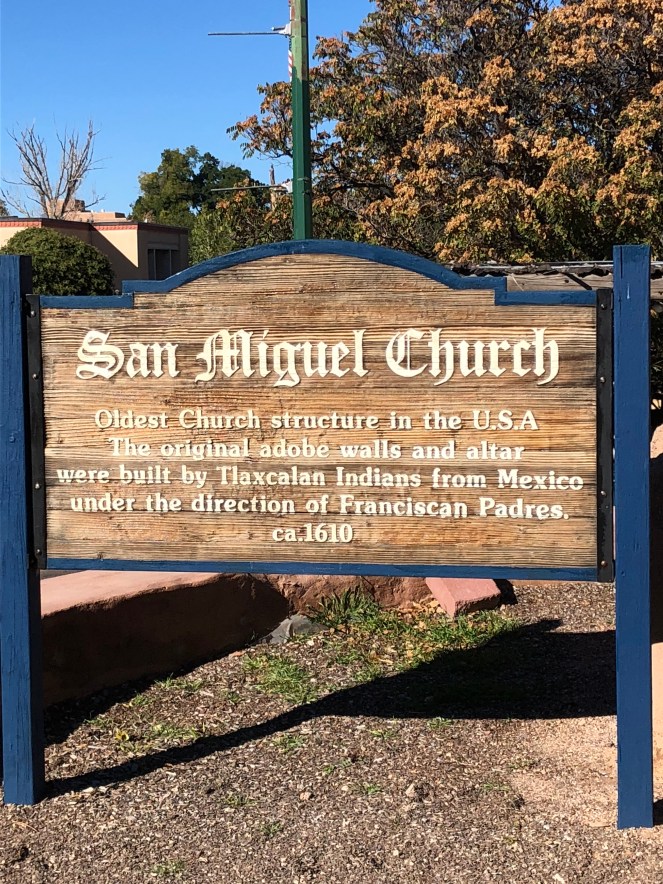 San Miguel Church
Oldest Church structure in the U.S.A
The original adobe walls and altar
were built by Tlaxcalan Indians from Mexico
under the direction of Franciscan Padres.
ca.1610